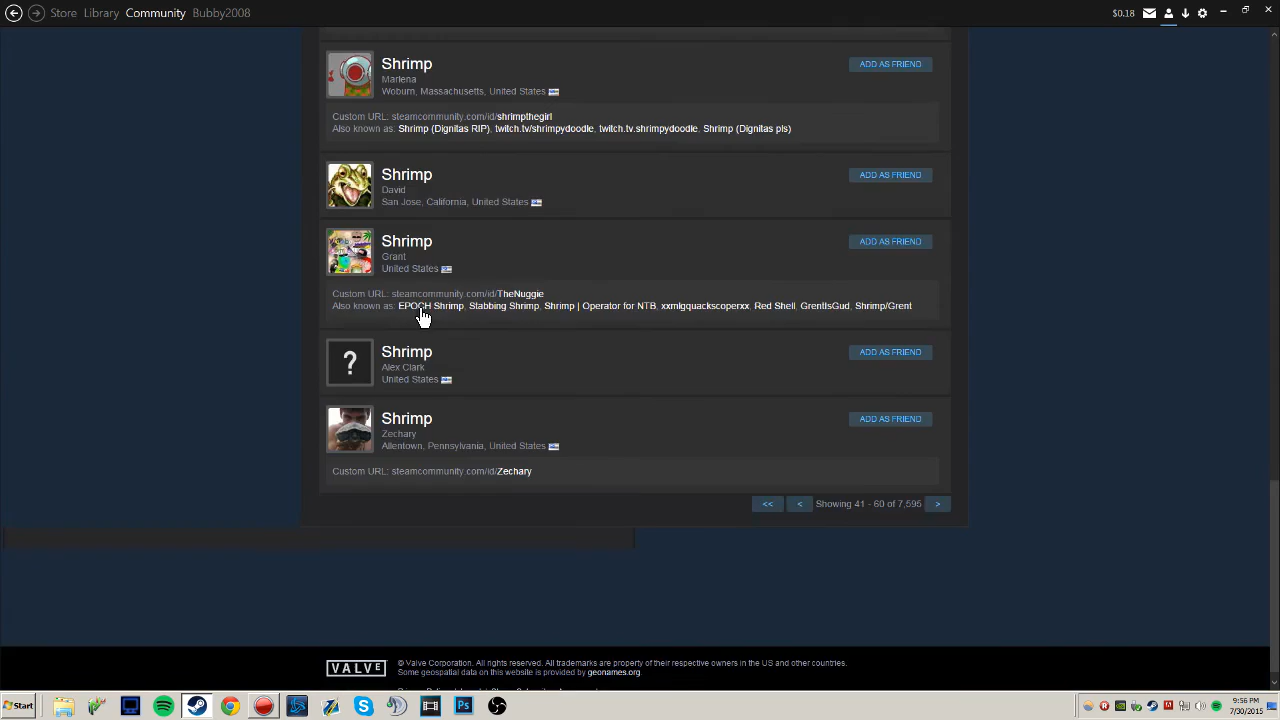 Store Library Community Bubby2008 $0.18
Shrimp ADD AS FRIEND
Marlena
Woburn, Massachusetts, United States
Custom URL: steamcommunity.com/id/shrimpthegirl
Also known as: Shrimp (Dignitas RIP), twitch.tv/shrimpydoodle, twitch.tv.shrimpydoodle, Shrimp (Dignitas pls)
Shrimp ADD AS FRIEND
David
San Jose, California, United States
Shrimp ADD AS FRIEND
Grant
United States
Custom URL: steamcommunity.com/id/TheNuggie
Also known as: EPOCH Shrimp, Stabbing Shrimp, Shrimp | Operator for NTB, xxmlgquackscoperxx, Red Shell, GrentIsGud, Shrimp/Grent
? Shrimp ADD AS FRIEND
Alex Clark
United States
Shrimp ADD AS FRIEND
Zechary
Allentown, Pennsylvania, United States
Custom URL: steamcommunity.com/id/Zechary
<< < Showing 41 - 60 of 7,595 >
VALVE © Valve Corporation. All rights reserved. All trademarks are property of their respective owners in the US and other countries.
Some geospatial data on this website is provided by geonames.org
Start Ps 9:56 PM
7/30/2015